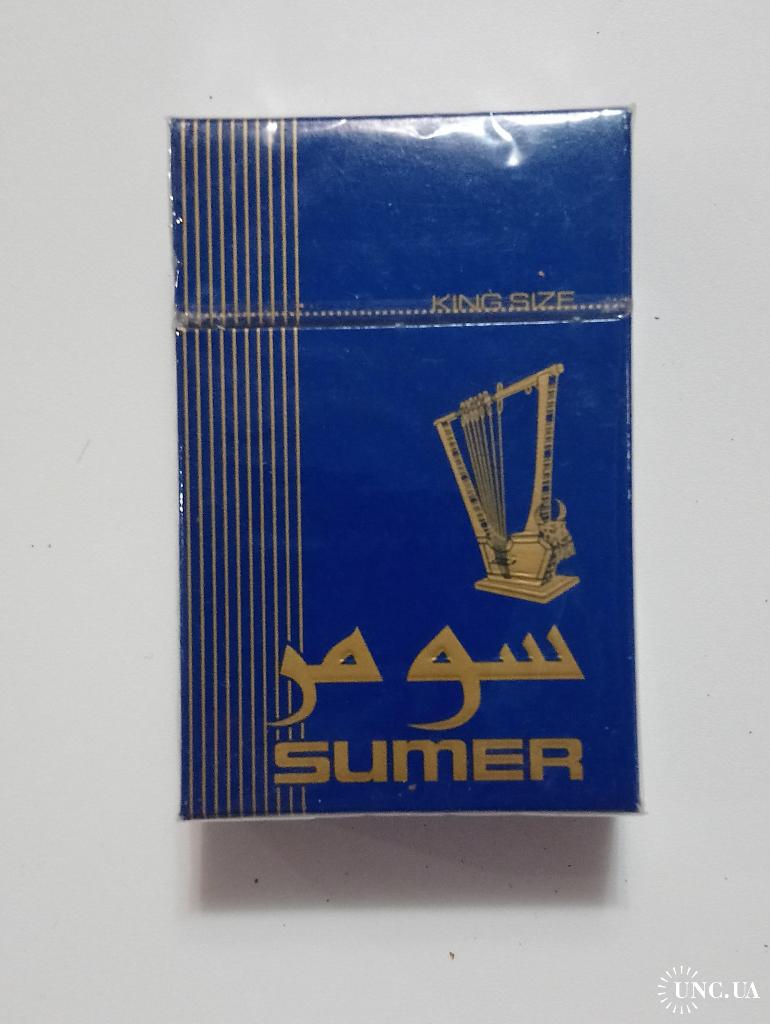 KING SIZE
سومر
SUMER
UNC.UA